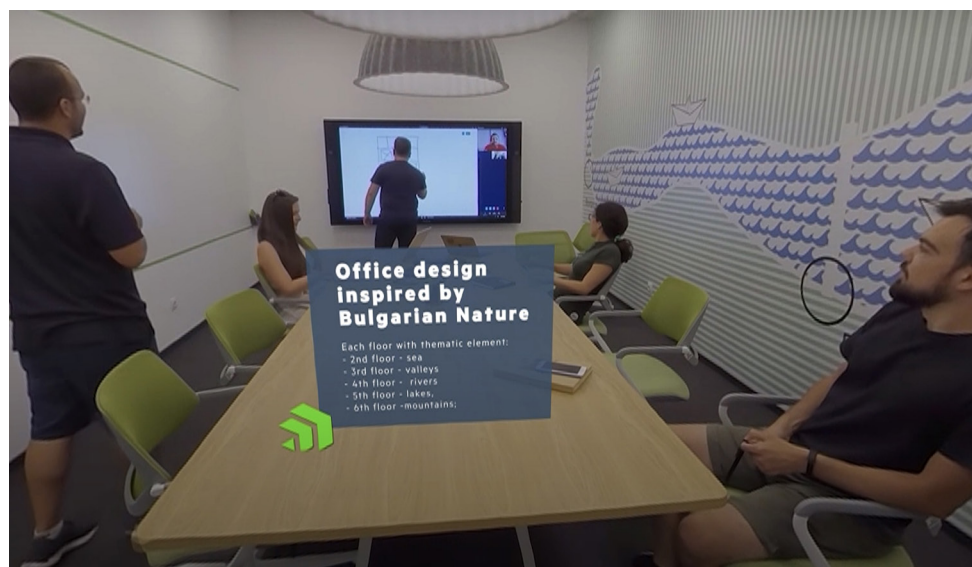 Office design
inspired by
Bulgarian Nature
Each floor with thematic element:
- 2nd floor - sea
- 3rd floor - valleys
- 4th floor - rivers
- 5th floor - lakes,
- 6th floor -mountains;